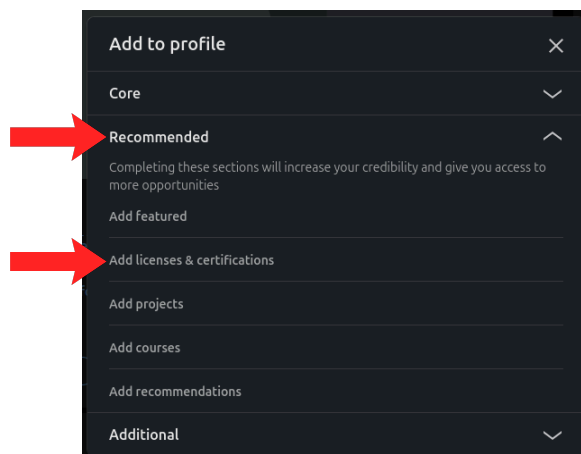 Add to profile
Core
Recommended
Completing these sections will increase your credibility and give you access to
more opportunities
Add featured
Add licenses & certifications
Add projects
Add courses
Add recommendations
Additional